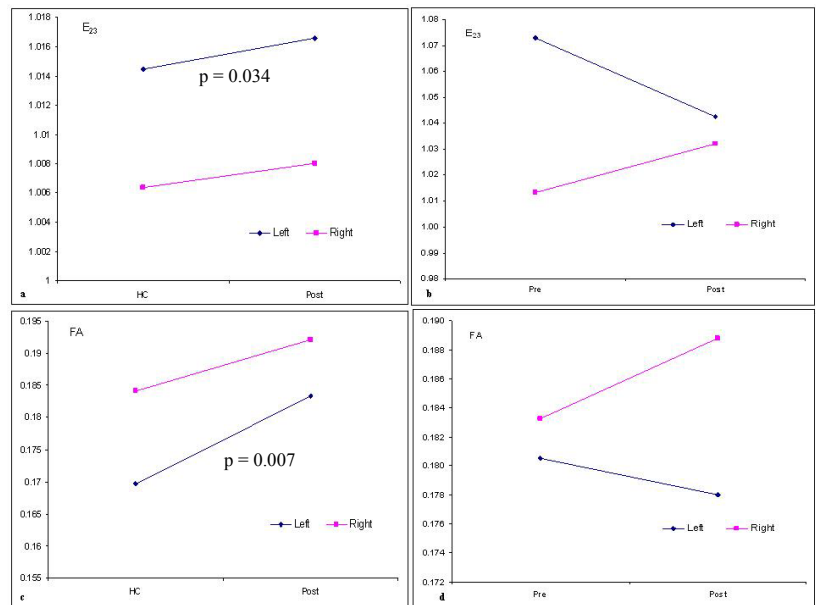 1.018
E23
1.016
1.014
p = 0.034
1.012
1.01
1.008
1.006
1.004
Left Right
1.002
1
HC Post
a
1.08
E23
1.07
1.06
1.05
1.04
1.03
1.02
1.01
1.00
Left Right
0.99
0.98
Pre Post
b
0.195
FA
0.19
0.185
0.18
0.175
p = 0.007
0.17
0.165
Left Right
0.16
0.155
HC Post
c
0.190
FA
0.188
0.186
0.184
0.182
0.180
0.178
0.176
Left Right
0.174
0.172
Pre Post
d